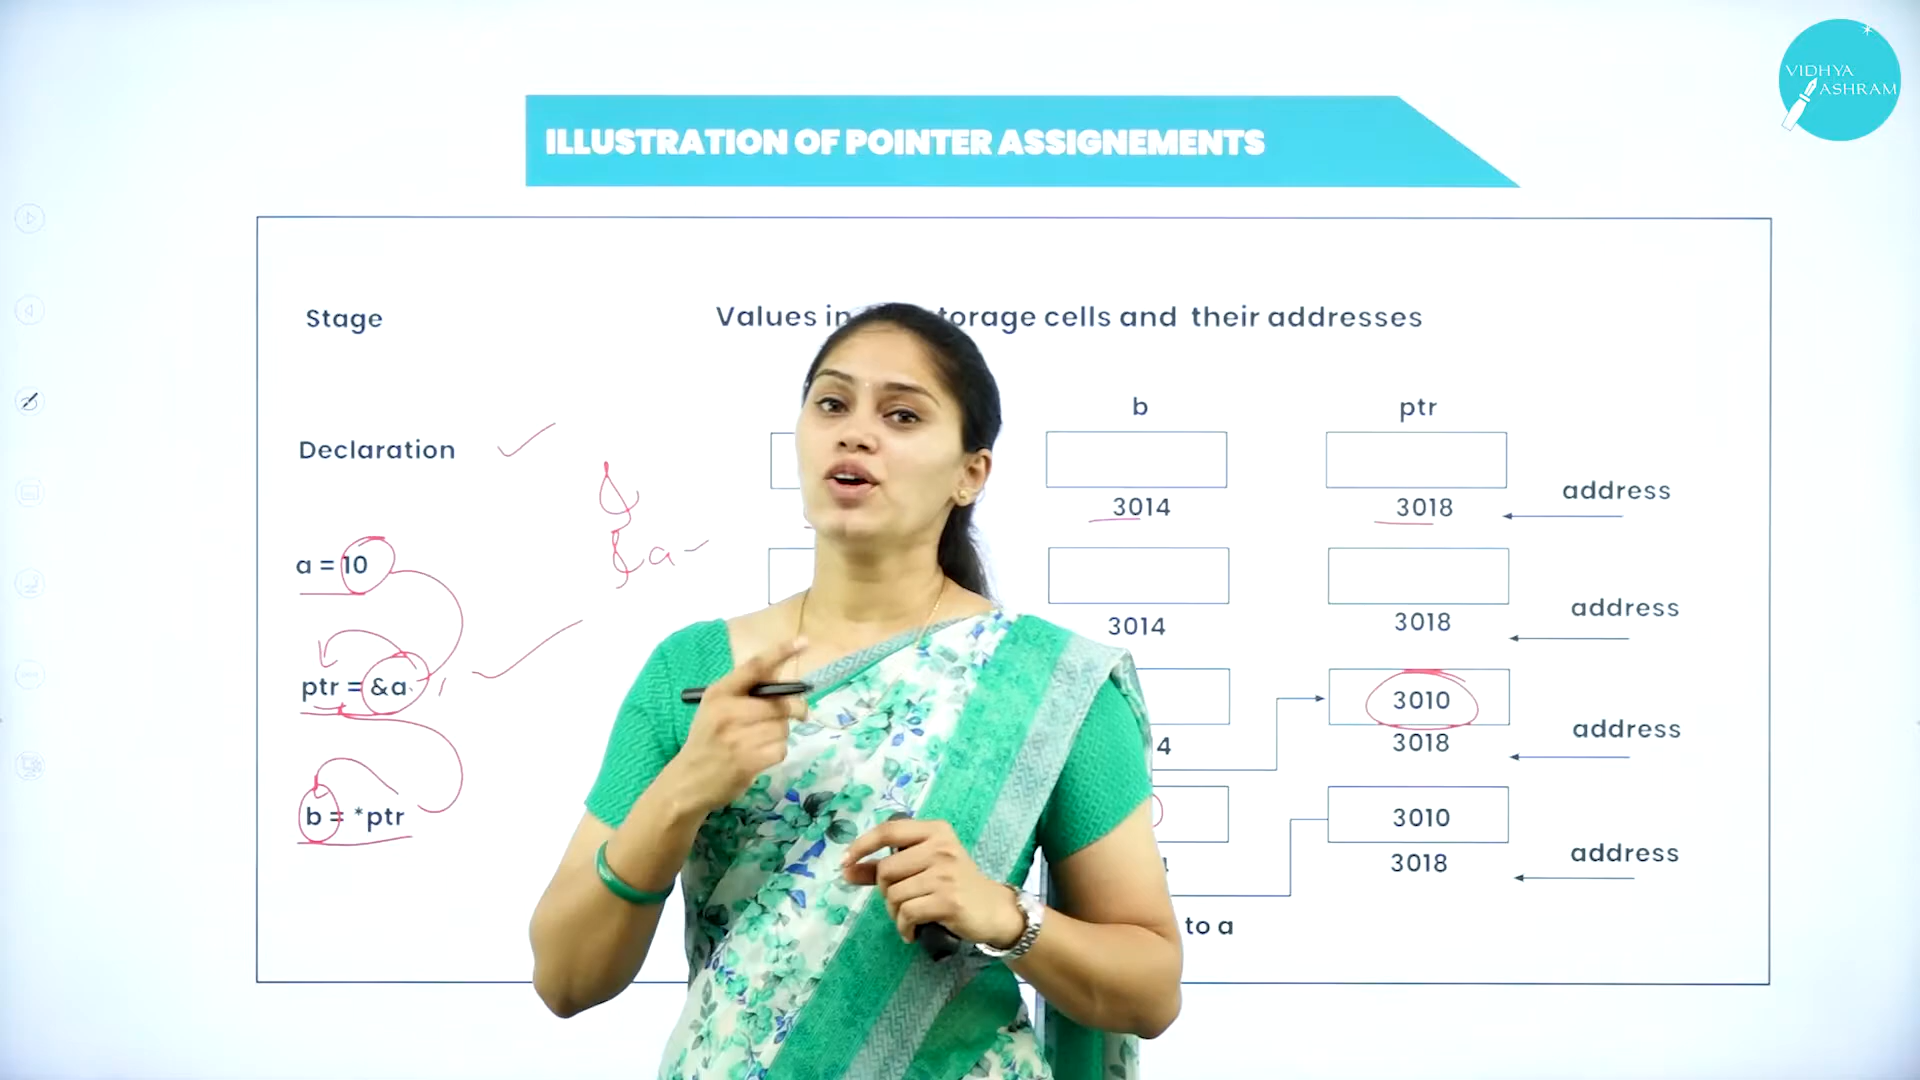 VIDHYA
ASHRAM
ILLUSTRATION OF POINTER ASSIGNEMENTS
Stage
Values in torage cells and their addresses
b
ptr
Declaration
3014
3018
address
&
&a
a = 10
3014
3018
address
ptr = &a
3010
4
3018
address
b = *ptr
3010
3018
address
to a